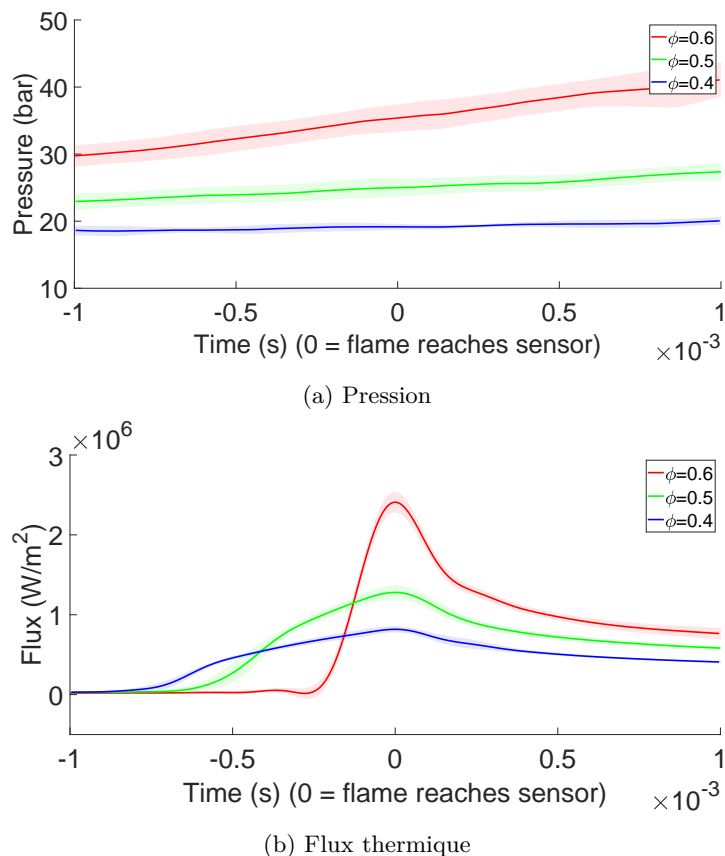 50
40
30
20
10
Pressure (bar)
ϕ=0.6
ϕ=0.5
ϕ=0.4
-1 -0.5 0 0.5 1
Time (s) (0 = flame reaches sensor)
×10⁻³
(a) Pression
×10⁶
3
2
1
0
Flux (W/m²)
ϕ=0.6
ϕ=0.5
ϕ=0.4
-1 -0.5 0 0.5 1
Time (s) (0 = flame reaches sensor)
×10⁻³
(b) Flux thermique